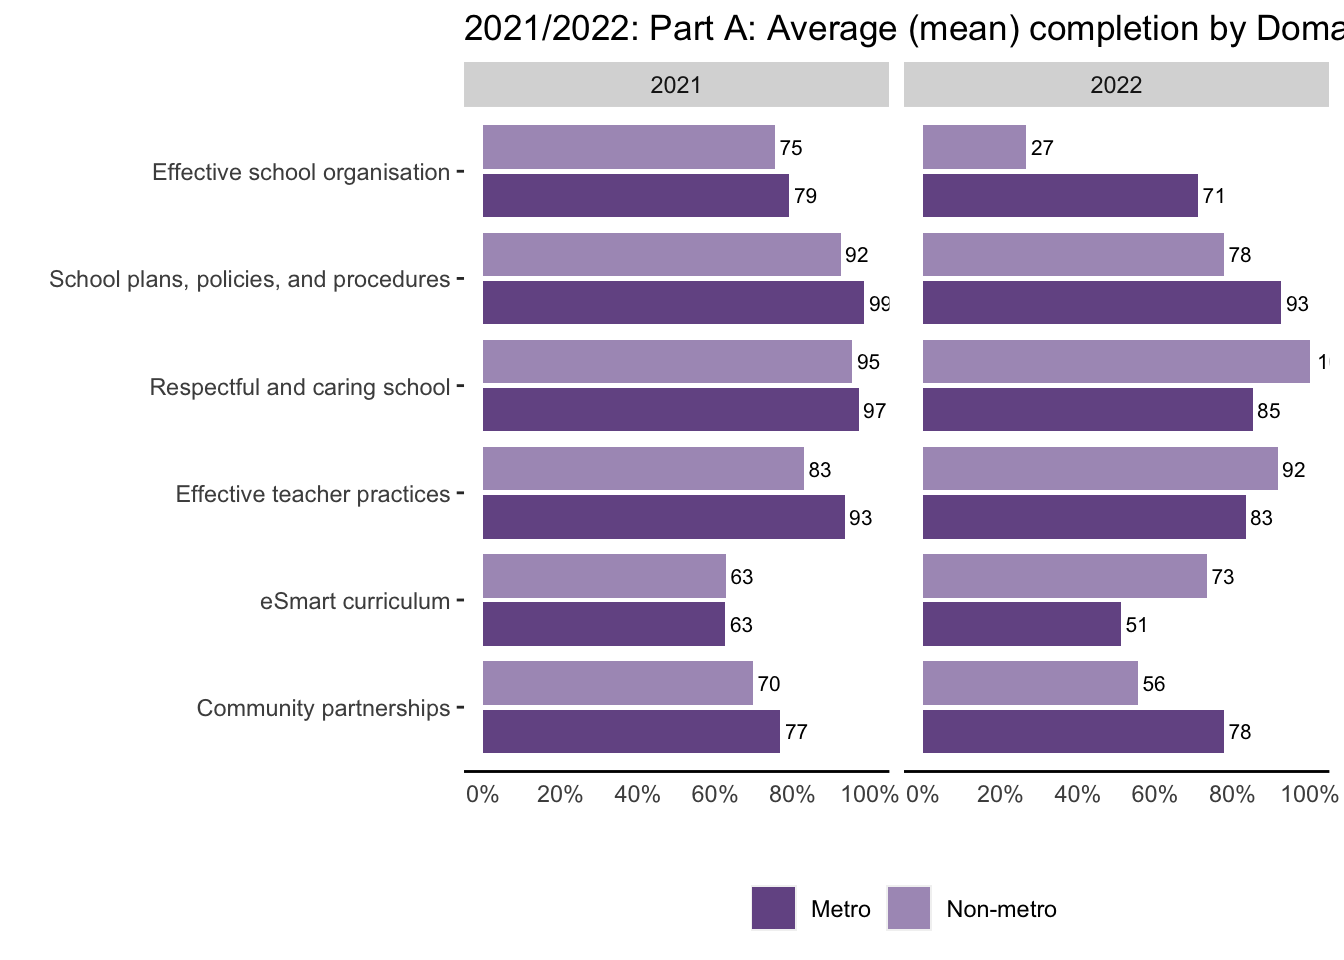 2021/2022: Part A: Average (mean) completion by
2021
2022
Effective school organisation
75
79
27
71
School plans, policies, and procedures
92
99
78
93
Respectful and caring school
95
97
85
Effective teacher practices
83
93
92
83
eSmart curriculum
63
63
73
51
Community partnerships
70
77
56
78
0% 20% 40% 60% 80% 100%
0% 20% 40% 60% 80% 100%
Metro
Non-metro